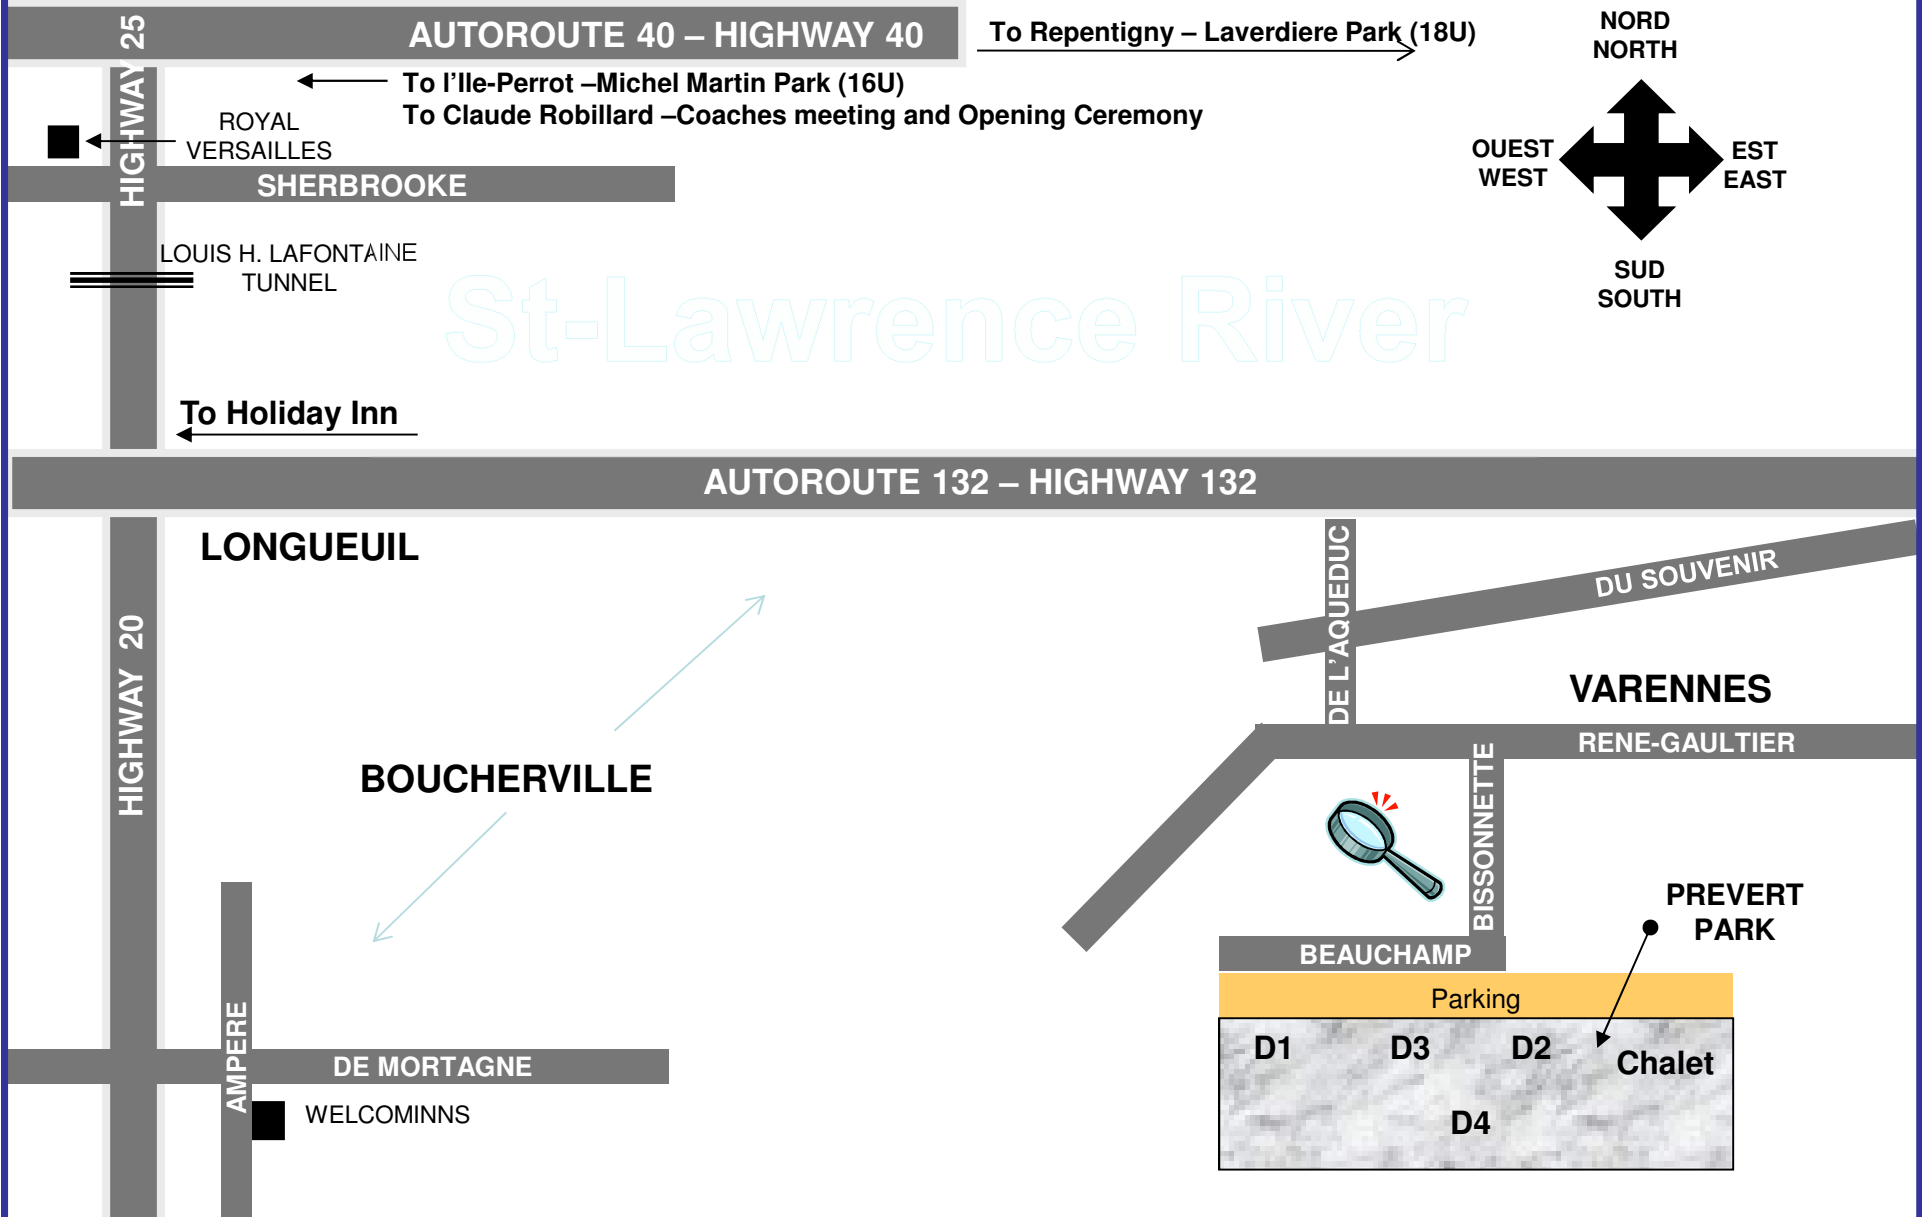 HIGHWAY 25
AUTOROUTE 40 – HIGHWAY 40
To Repentigny – Laverdiere Park (18U)
NORD
NORTH
To l'Ile-Perrot –Michel Martin Park (16U)
To Claude Robillard –Coaches meeting and Opening Ceremony
ROYAL
VERSAILLES
OUEST
WEST
EST
EAST
SHERBROOKE
LOUIS H. LAFONTAINE
TUNNEL
SUD
SOUTH
St-Lawrence River
To Holiday Inn
AUTOROUTE 132 – HIGHWAY 132
LONGUEUIL
DE L'AQUEDUC
DU SOUVENIR
HIGHWAY 20
VARENNES
RENE-GAULTIER
BOUCHERVILLE
BISSONNETTE
PREVERT
PARK
BEAUCHAMP
Parking
AMPERE
D1
D3
D2
Chalet
DE MORTAGNE
WELCOMINNS
D4